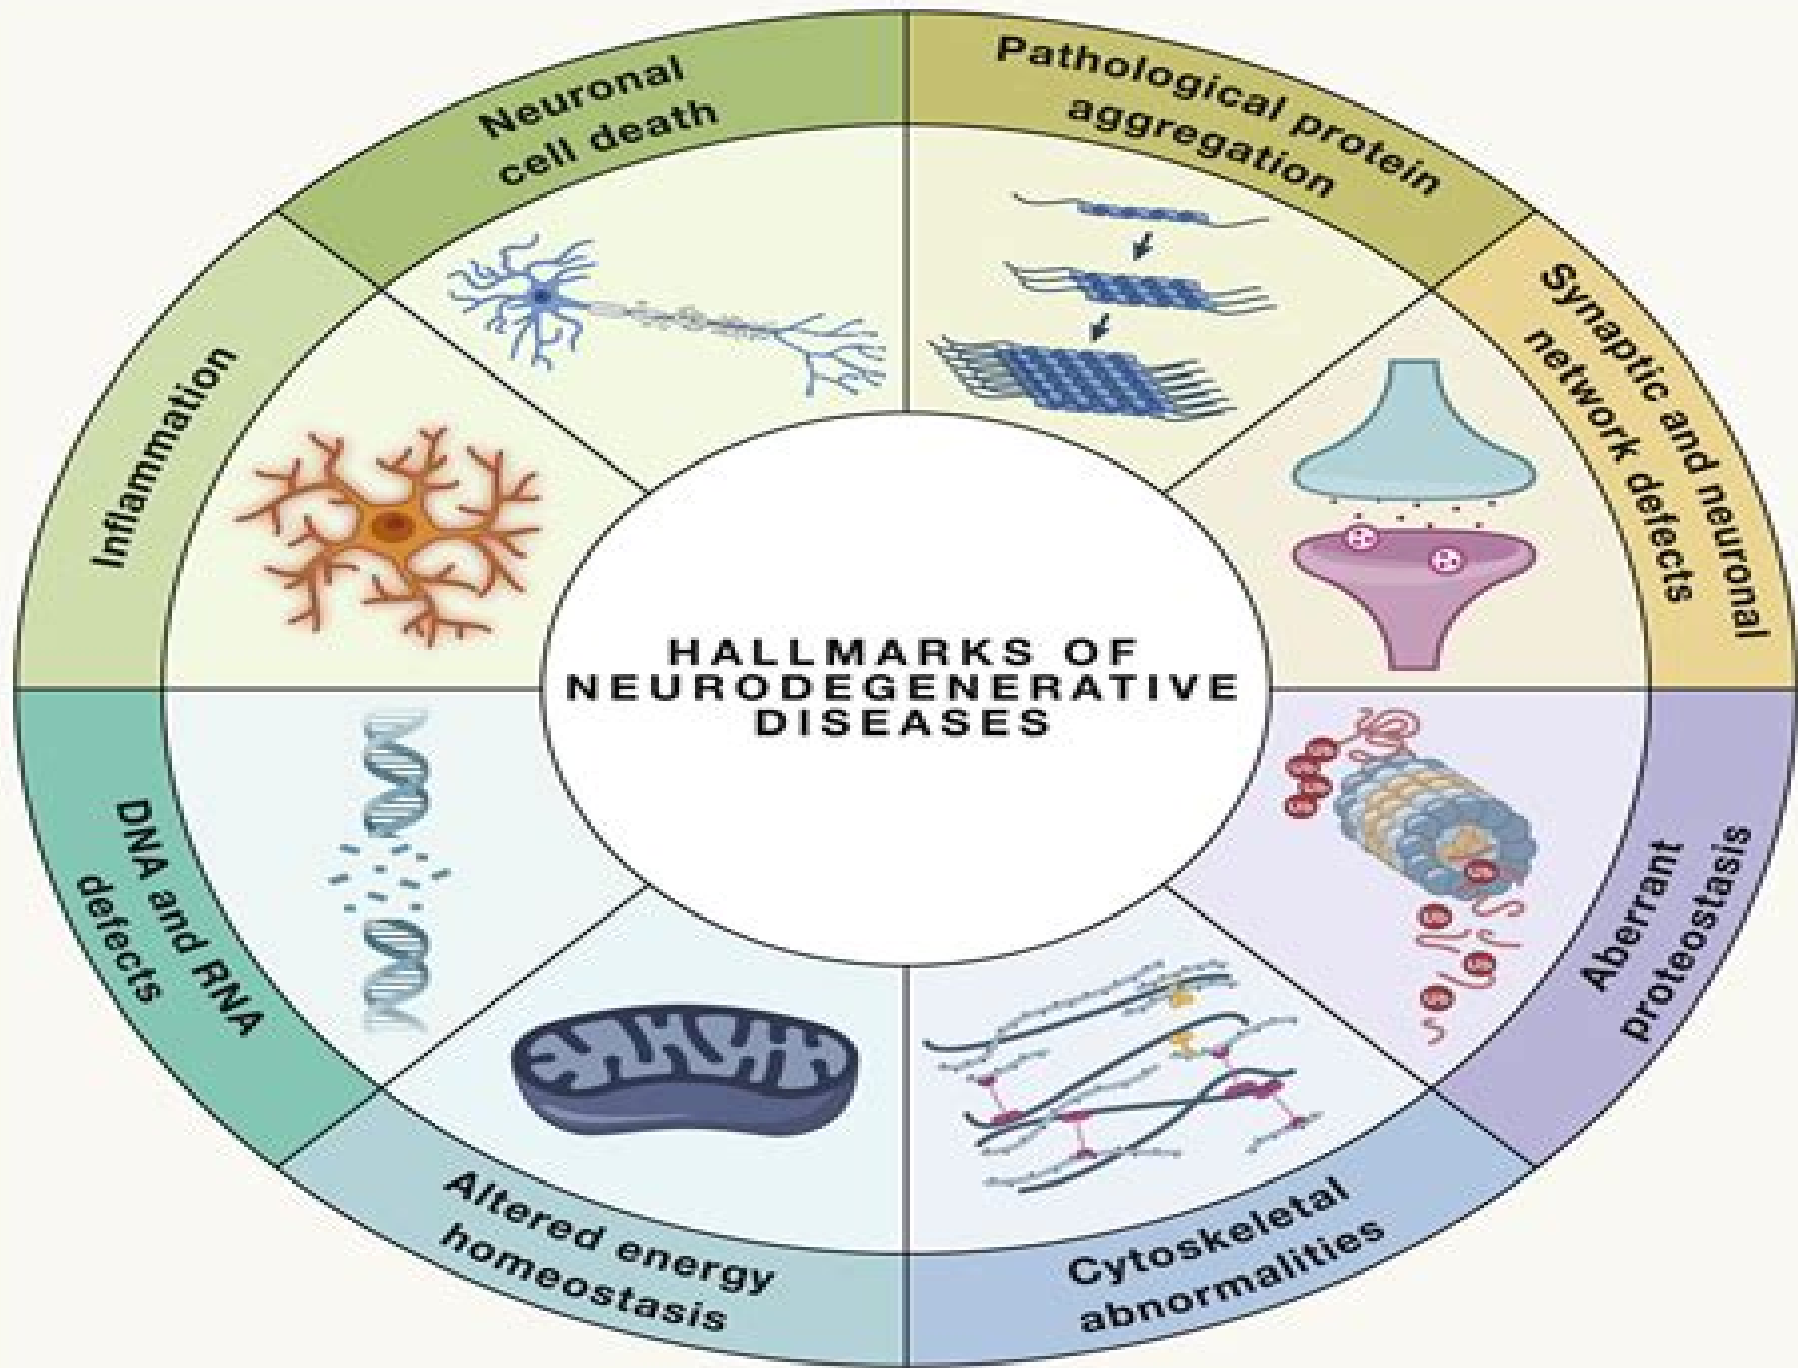 Neuronal
cell death
Pathological protein
aggregation
Synaptic and neuronal
network defects
Inflammation
HALLMARKS OF
NEURODEGENERATIVE
DISEASES
DNA and RNA
defects
Aberrant
proteostasis
Altered energy
homeostasis
Cytoskeletal
abnormalities